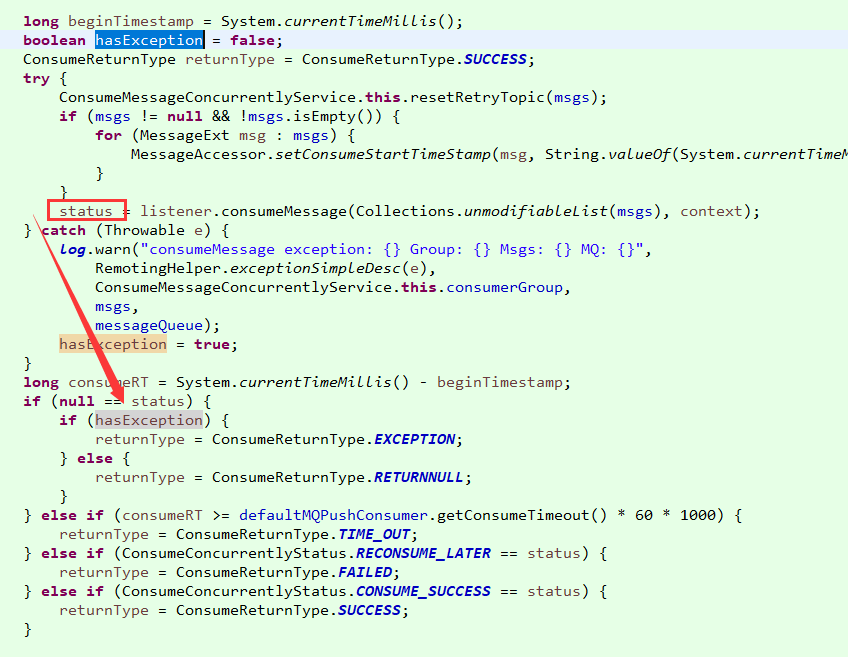 long beginTimestamp = System.currentTimeMillis();
boolean hasException = false;
ConsumeReturnType returnType = ConsumeReturnType.SUCCESS;
try {
    ConsumeMessageConcurrentlyService.this.resetRetryTopic(msgs);
    if (msgs != null && !msgs.isEmpty()) {
        for (MessageExt msg : msgs) {
            MessageAccessor.setConsumeStartTimeStamp(msg, String.valueOf(System.currentTimeM
        }
    }
    status = listener.consumeMessage(Collections.unmodifiableList(msgs), context);
} catch (Throwable e) {
    log.warn("consumeMessage exception: {} Group: {} Msgs: {} MQ: {}",
        RemotingHelper.exceptionSimpleDesc(e),
        ConsumeMessageConcurrentlyService.this.consumerGroup,
        msgs,
        messageQueue);
    hasException = true;
}
long consumeRT = System.currentTimeMillis() - beginTimestamp;
if (null == status) {
    if (hasException) {
        returnType = ConsumeReturnType.EXCEPTION;
    } else {
        returnType = ConsumeReturnType.RETURNNULL;
    }
} else if (consumeRT >= defaultMQPushConsumer.getConsumeTimeout() * 60 * 1000) {
    returnType = ConsumeReturnType.TIME_OUT;
} else if (ConsumeConcurrentlyStatus.RECONSUME_LATER == status) {
    returnType = ConsumeReturnType.FAILED;
} else if (ConsumeConcurrentlyStatus.CONSUME_SUCCESS == status) {
    returnType = ConsumeReturnType.SUCCESS;
}